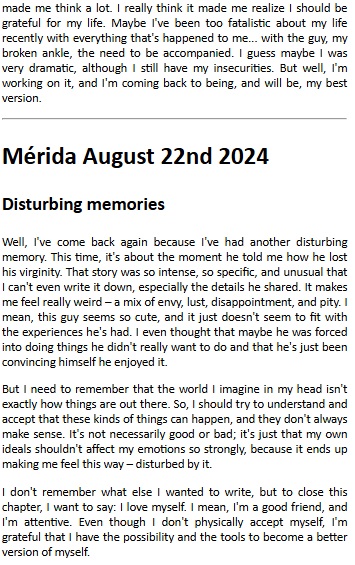 made me think a lot. I really think it made me realize I should be
grateful for my life. Maybe I've been too fatalistic about my life
recently with everything that's happened to me... with the guy, my
broken ankle, the need to be accompanied. I guess maybe I was
very dramatic, although I still have my insecurities. But well, I'm
working on it, and I'm coming back to being, and will be, my best
version.
Mérida August 22nd 2024
Disturbing memories
Well, I've come back again because I've had another disturbing
memory. This time, it's about the moment he told me how he lost
his virginity. That story was so intense, so specific, and unusual that
I can't even write it down, especially the details he shared. It makes
me feel really weird – a mix of envy, lust, disappointment, and pity. I
mean, this guy seems so cute, and it just doesn't seem to fit with
the experiences he's had. I even thought that maybe he was forced
into doing things he didn't really want to do and that he's just been
convincing himself he enjoyed it.
But I need to remember that the world I imagine in my head isn't
exactly how things are out there. So, I should try to understand and
accept that these kinds of things can happen, and they don't always
make sense. It's not necessarily good or bad; it's just that my own
ideals shouldn't affect my emotions so strongly, because it ends up
making me feel this way – disturbed by it.
I don't remember what else I wanted to write, but to close this
chapter, I want to say: I love myself. I mean, I'm a good friend, and
I'm attentive. Even though I don't physically accept myself, I'm
grateful that I have the possibility and the tools to become a better
version of myself.